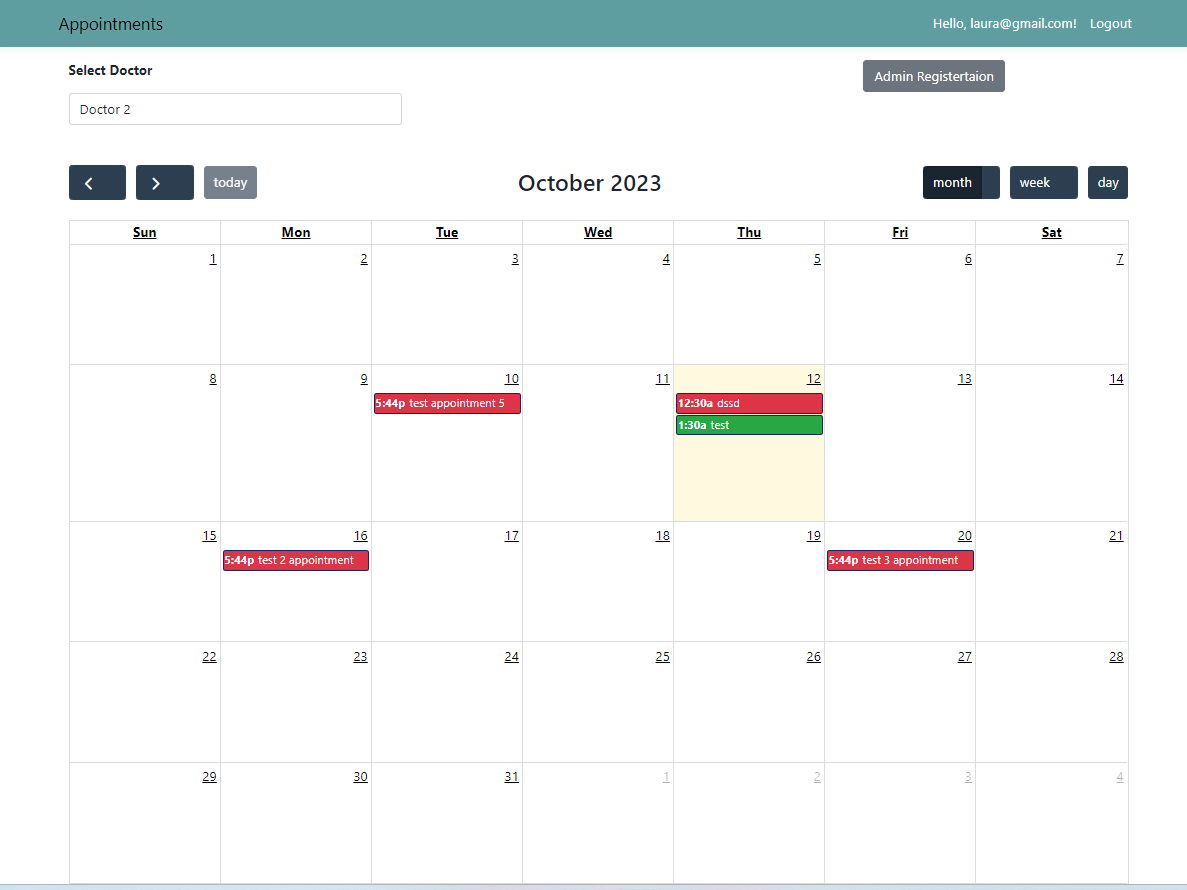 Appointments Hello, laura@gmail.com! Logout
Select Doctor Admin Registertaion
Doctor 2
today October 2023 month week day
Sun Mon Tue Wed Thu Fri Sat
1 2 3 4 5 6 7
8 9 10 11 12 13 14
5:44p test appointment 5 12:30a dssd
1:30a test
15 16 17 18 19 20 21
5:44p test 2 appointment 5:44p test 3 appointment
22 23 24 25 26 27 28
29 30 31 1 2 3 4